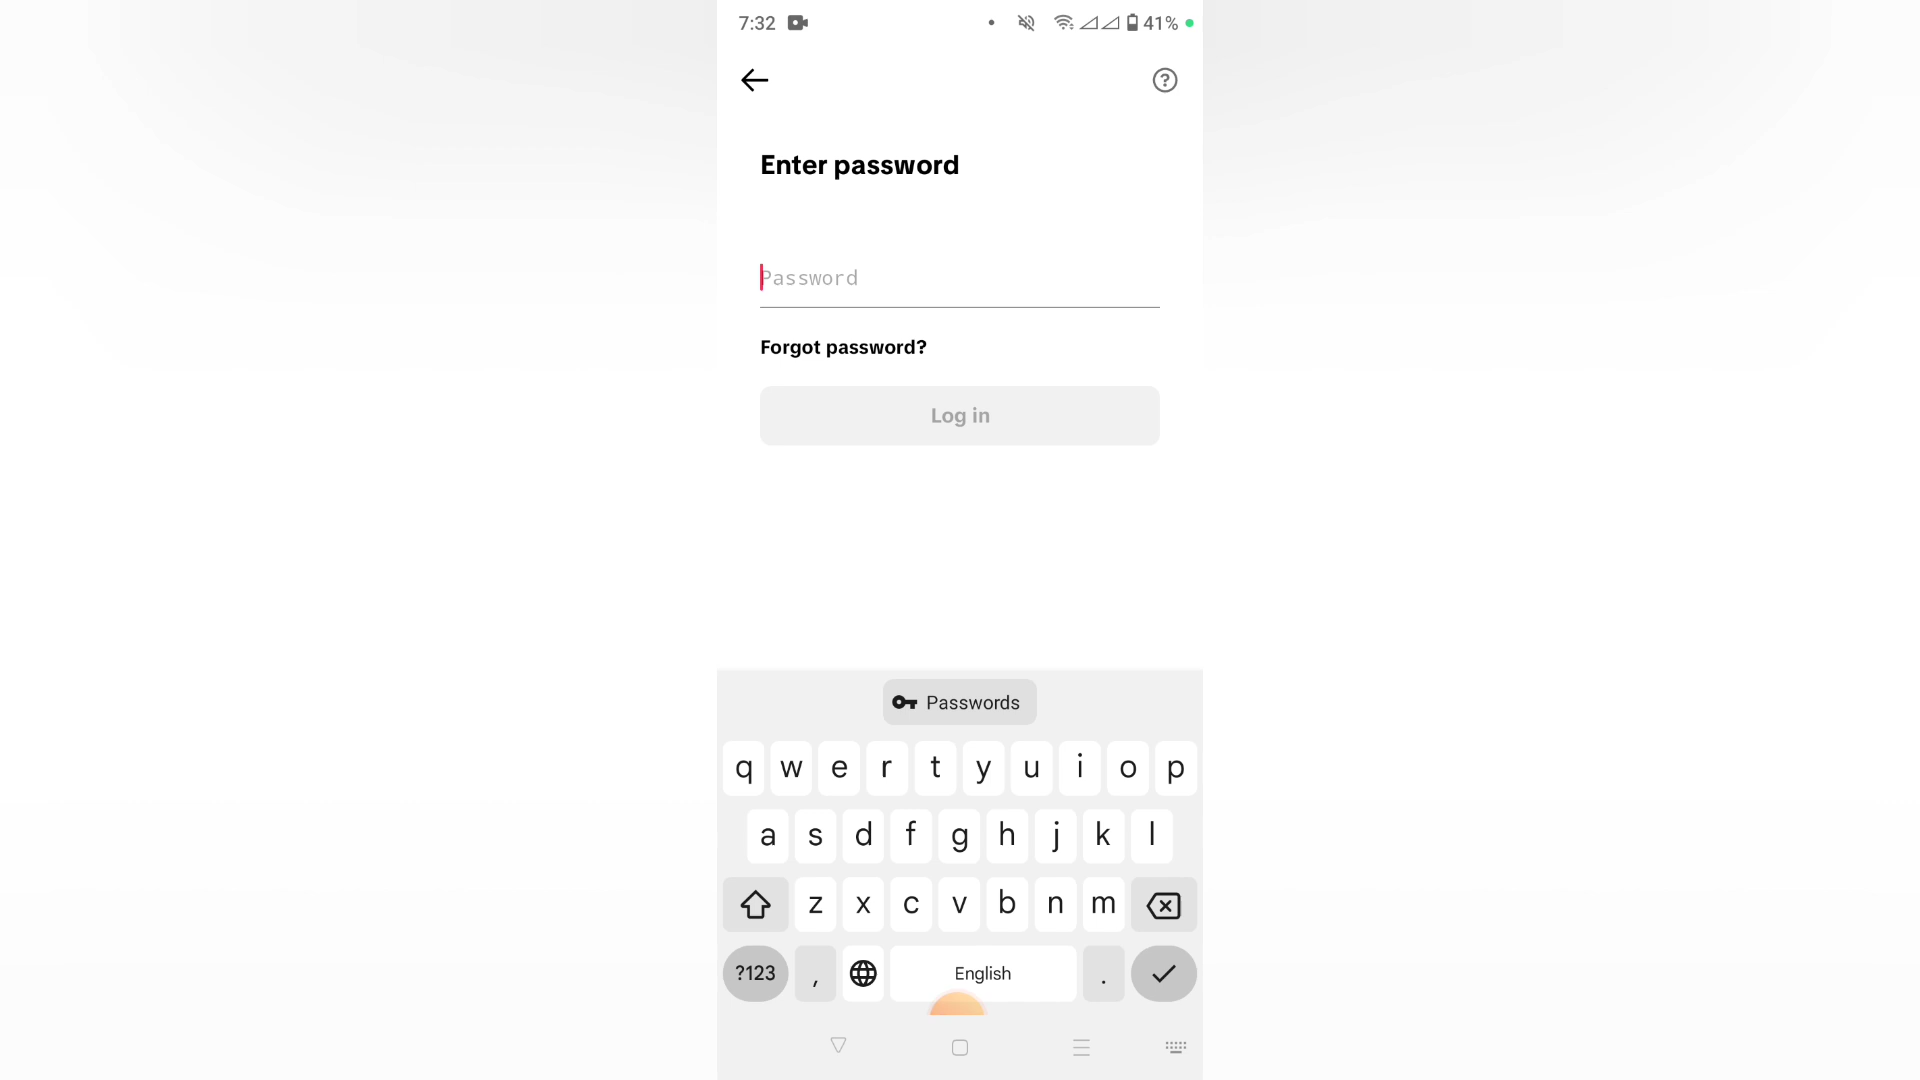 7:32
41%
Enter password
Password
Forgot password?
Log in
Passwords
q w e r t y u i o p
a s d f g h j k l
z x c v b n m
?123 , English .